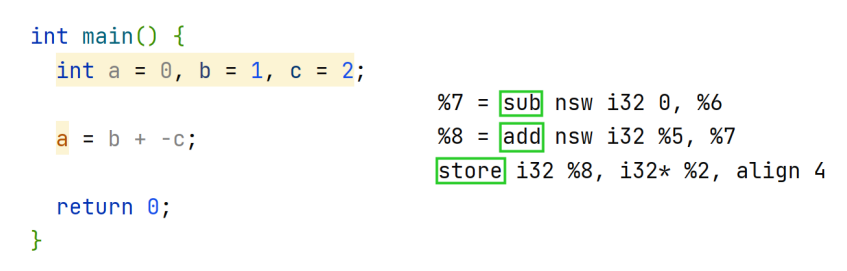 int main() {
int a = 0, b = 1, c = 2;
a = b + -c;
return 0;
}
%7 = sub nsw i32 0, %6
%8 = add nsw i32 %5, %7
store i32 %8, i32* %2, align 4